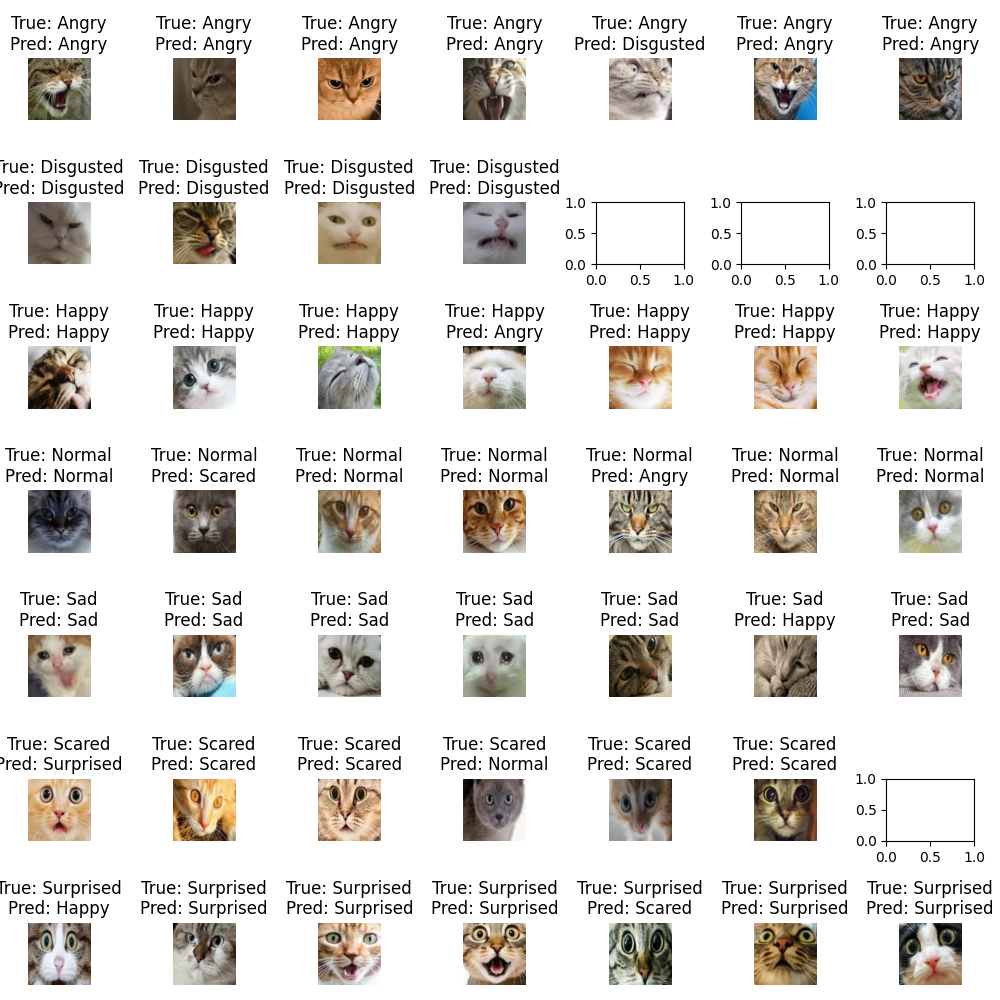 True: Angry True: Angry True: Angry True: Angry True: Angry True: Angry True: Angry
Pred: Angry Pred: Angry Pred: Angry Pred: Angry Pred: Disgusted Pred: Angry Pred: Angry
True: Disgusted True: Disgusted True: Disgusted True: Disgusted
Pred: Disgusted Pred: Disgusted Pred: Disgusted Pred: Disgusted
1.0 1.0 1.0
0.5 0.5 0.5
0.0 0.0 0.0
0.0 0.5 1.0 0.0 0.5 1.0 0.0 0.5 1.0
True: Happy True: Happy True: Happy True: Happy True: Happy True: Happy True: Happy
Pred: Happy Pred: Happy Pred: Happy Pred: Angry Pred: Happy Pred: Happy Pred: Happy
True: Normal True: Normal True: Normal True: Normal True: Normal True: Normal True: Normal
Pred: Normal Pred: Scared Pred: Normal Pred: Normal Pred: Angry Pred: Normal Pred: Normal
True: Sad True: Sad True: Sad True: Sad True: Sad True: Sad True: Sad
Pred: Sad Pred: Sad Pred: Sad Pred: Sad Pred: Sad Pred: Happy Pred: Sad
True: Scared True: Scared True: Scared True: Scared True: Scared True: Scared
Pred: Surprised Pred: Scared Pred: Scared Pred: Normal Pred: Scared Pred: Scared
1.0
0.5
0.0
0.0 0.5 1.0
True: Surprised True: Surprised True: Surprised True: Surprised True: Surprised True: Surprised True: Surprised
Pred: Happy Pred: Surprised Pred: Surprised Pred: Surprised Pred: Scared Pred: Surprised Pred: Surprised